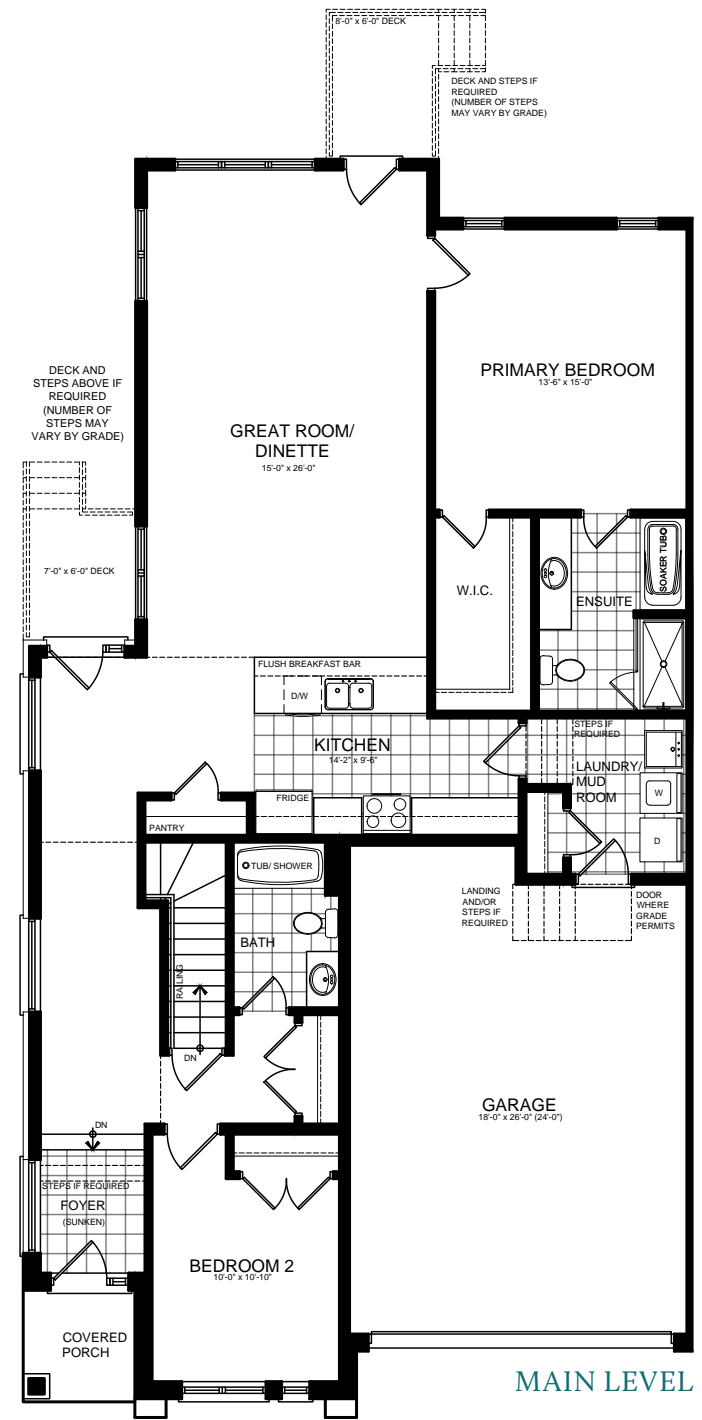 8'-0" x 6'-0" DECK
DECK AND STEPS IF
REQUIRED
(NUMBER OF STEPS
MAY VARY BY GRADE)
PRIMARY BEDROOM
13'-6" x 15'-0"
DECK AND
STEPS ABOVE IF
REQUIRED
(NUMBER OF
STEPS MAY
VARY BY GRADE)
GREAT ROOM/
DINETTE
15'-0" x 26'-0"
7'-0" x 6'-0" DECK
W.I.C.
ENSUITE
SOAKER TUBO
FLUSH BREAKFAST BAR
D/W
KITCHEN
14'-2" x 9'-6"
STEPS IF
REQUIRED
LAUNDRY/
MUD
ROOM
W
D
FRIDGE
PANTRY
TUB/ SHOWER
BATH
RAILING
DN
LANDING
AND/OR
STEPS IF
REQUIRED
DOOR
WHERE
GRADE
PERMITS
GARAGE
18'-0" x 26'-0" (24'-0")
DN
STEPS IF REQUIRED
FOYER
(SUNKEN)
BEDROOM 2
10'-0" x 10'-10"
COVERED
PORCH
MAIN LEVEL